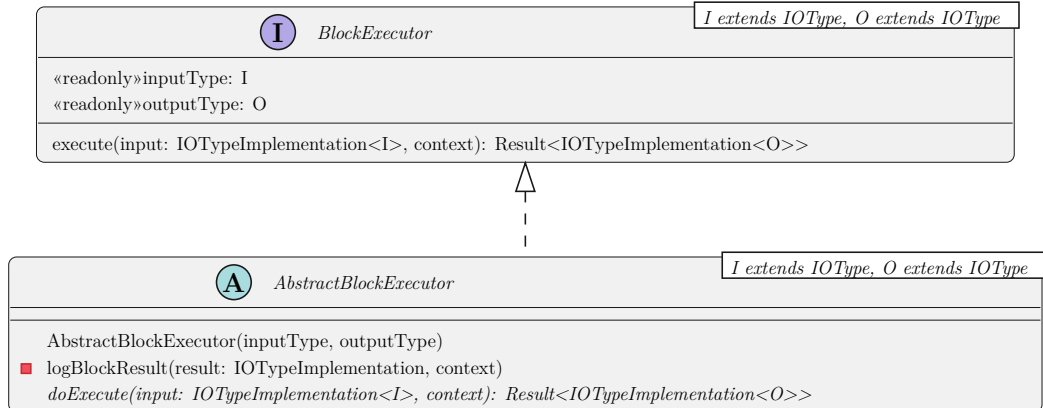 I extends IOType, O extends IOType
I BlockExecutor
«readonly»inputType: I
«readonly»outputType: O
execute(input: IOTypeImplementation<I>, context): Result<IOTypeImplementation<O>>
I extends IOType, O extends IOType
A AbstractBlockExecutor
AbstractBlockExecutor(inputType, outputType)
logBlockResult(result: IOTypeImplementation, context)
doExecute(input: IOTypeImplementation<I>, context): Result<IOTypeImplementation<O>>